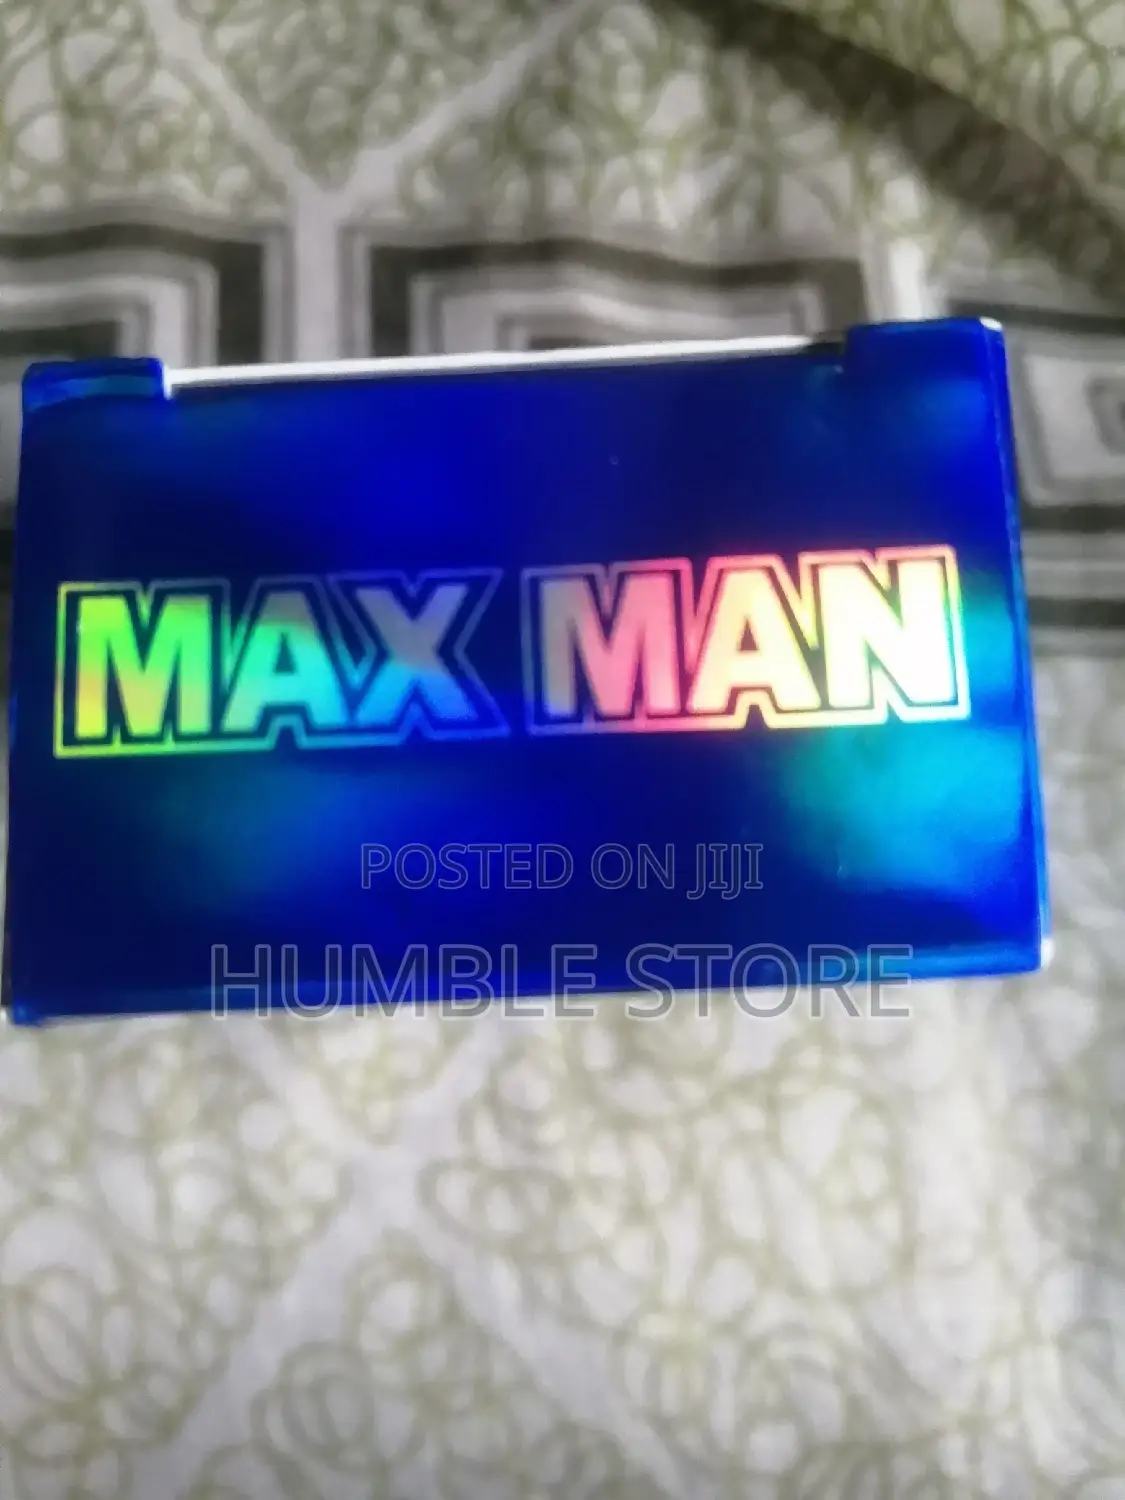 MAX MAN
POSTED ON JIJI
HUMBLE STORE